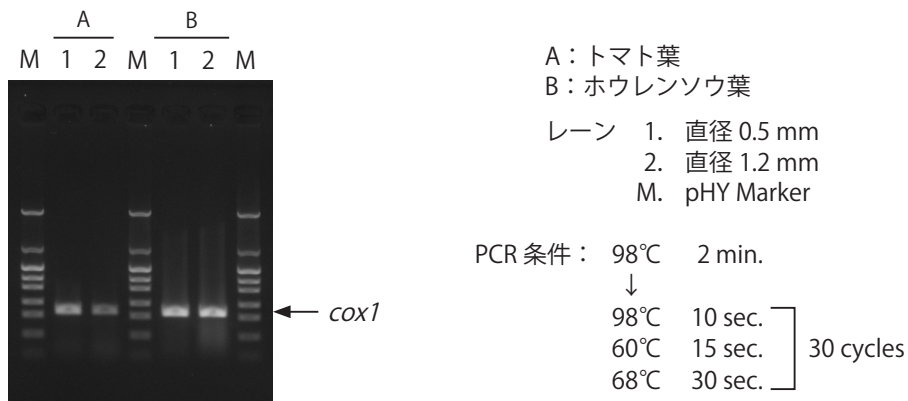 A B
M 1 2 M 1 2 M
cox1
A：トマト葉
B：ホウレンソウ葉
レーン 1. 直径 0.5 mm
2. 直径 1.2 mm
M. pHY Marker
PCR 条件： 98℃ 2 min.
↓
98℃ 10 sec.
60℃ 15 sec. 30 cycles
68℃ 30 sec.